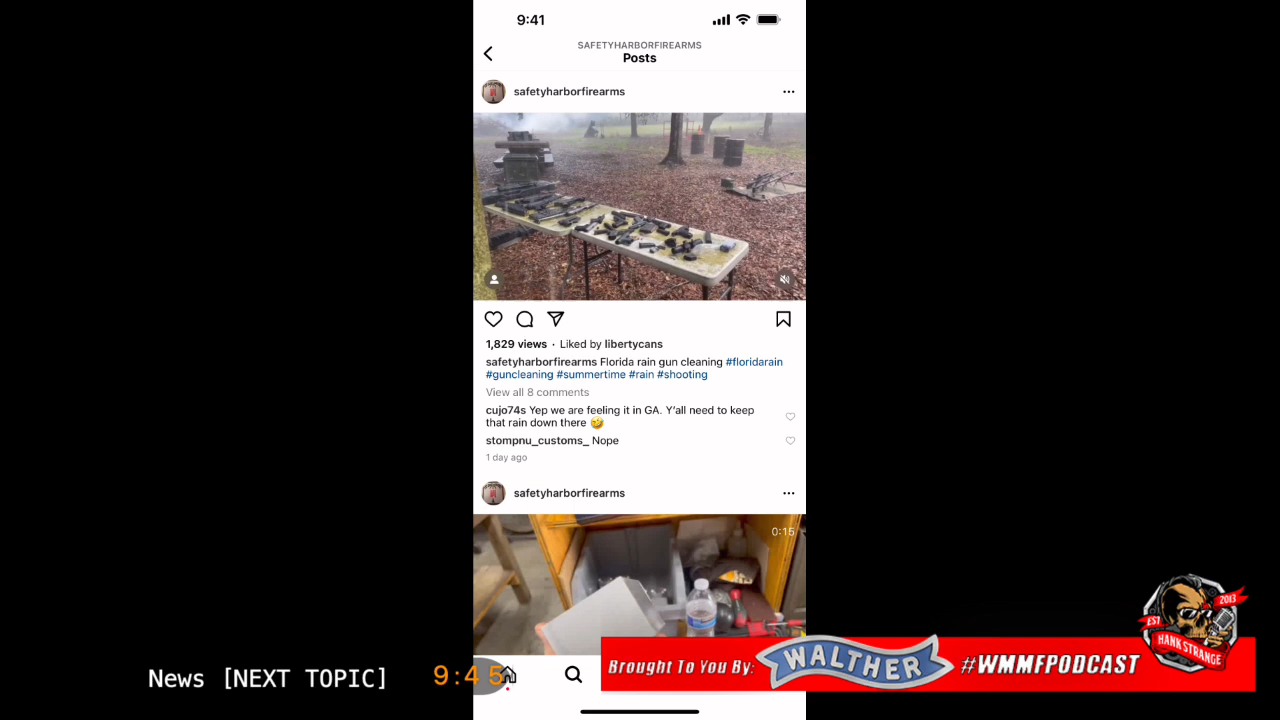 9:41
SAFETYHARBORFIREARMS
Posts
safetyharborfirearms
1,829 views · Liked by libertycans
safetyharborfirearms Florida rain gun cleaning #floridarain
#guncleaning #summertime #rain #shooting
View all 8 comments
cujo74s Yep we are feeling it in GA. Y'all need to keep
that rain down there 🤣
stompnu_customs_ Nope
1 day ago
safetyharborfirearms
0:15
News [NEXT TOPIC]
9:45
Brought To You By:
WALTHER
#WMMFPODCAST
EST
2013
HANK STRANGE